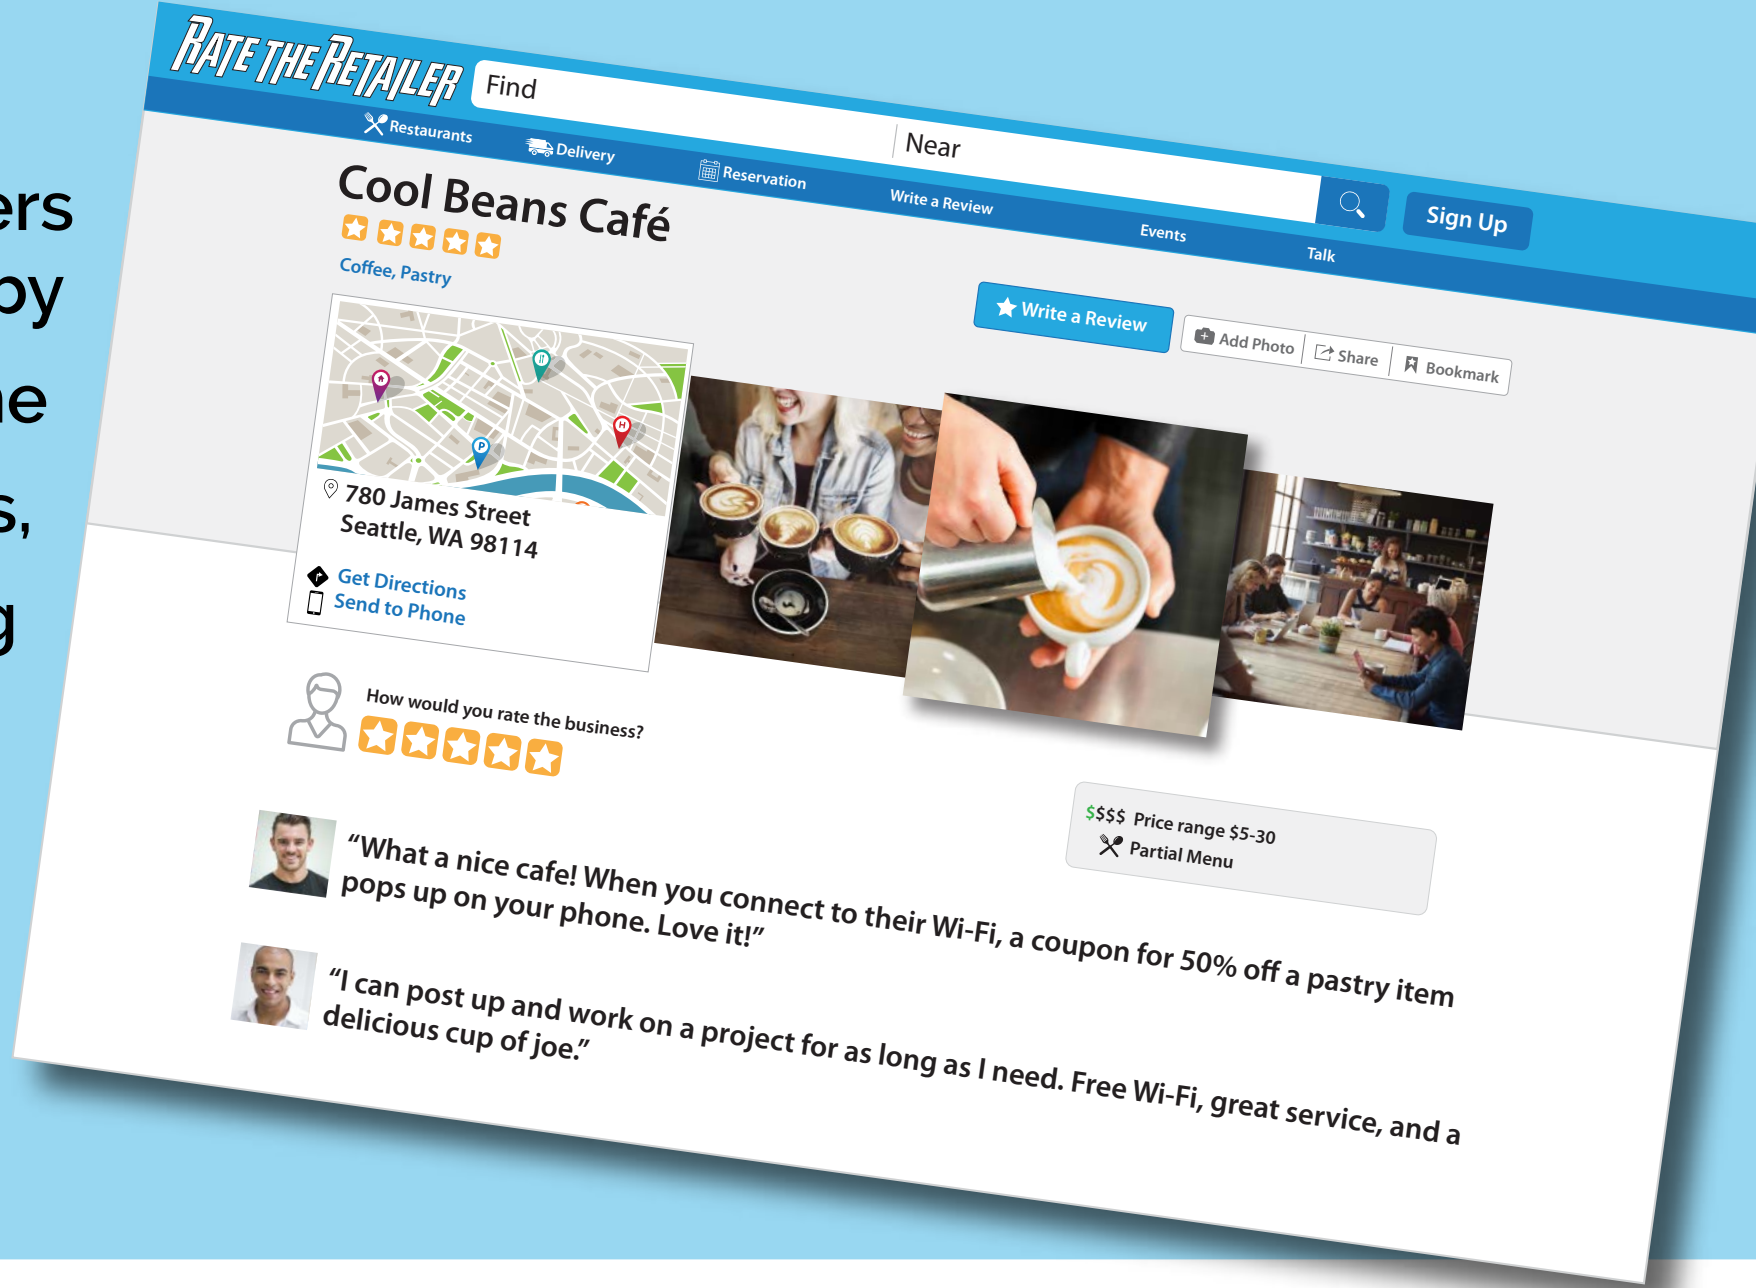 ers
by
ne
s,
g
RATE THE RETAILER
Find
Near
Sign Up
Restaurants
Delivery
Reservation
Write a Review
Events
Talk
Cool Beans Café
Coffee, Pastry
Write a Review
Add Photo
Share
Bookmark
P
H
780 James Street
Seattle, WA 98114
Get Directions
Send to Phone
How would you rate the business?
$$$$ Price range $5-30
Partial Menu
“What a nice cafe! When you connect to their Wi-Fi, a coupon for 50% off a pastry item
pops up on your phone. Love it!”
“I can post up and work on a project for as long as I need. Free Wi-Fi, great service, and a
delicious cup of joe.”